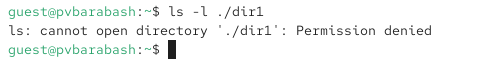 guest@pvbarabash:~$ ls -l ./dir1
ls: cannot open directory './dir1': Permission denied
guest@pvbarabash:~$